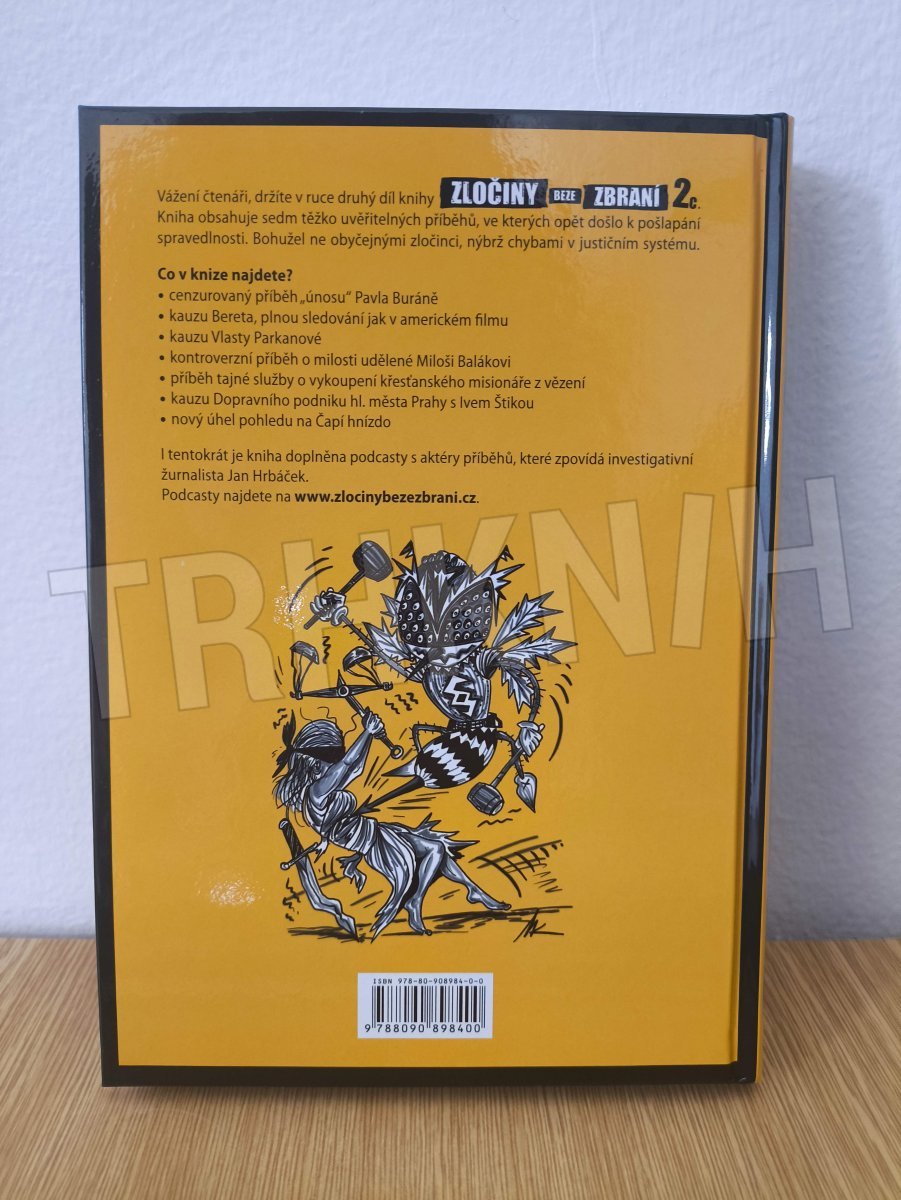 Vážení čtenáři, držíte v ruce druhý díl knihy ZLOČINY BEZE ZBRANÍ 2c.
Kniha obsahuje sedm těžko uvěřitelných příběhů, ve kterých opět došlo k pošlapání
spravedlnosti. Bohužel ne obyčejnými zločinci, nýbrž chybami v justičním systému.
Co v knize najdete?
• cenzurovaný příběh „únosu“ Pavla Buráně
• kauzu Bereta, plnou sledování jak v americkém filmu
• kauzu Vlasty Parkanové
• kontroverzní příběh o milosti udělené Miloši Balákovi
• příběh tajné služby o vykoupení křesťanského misionáře z vězení
• kauzu Dopravního podniku hl. města Prahy s Ivem Štikou
• nový úhel pohledu na Čapí hnízdo
I tentokrát je kniha doplněna podcasty s aktéry příběhů, které zpovídá investigativní
žurnalista Jan Hrbáček.
Podcasty najdete na www.zlocinybezezbrani.cz.
TRHKNIH
ISBN 978-80-908984-0-0
9 788090 898400